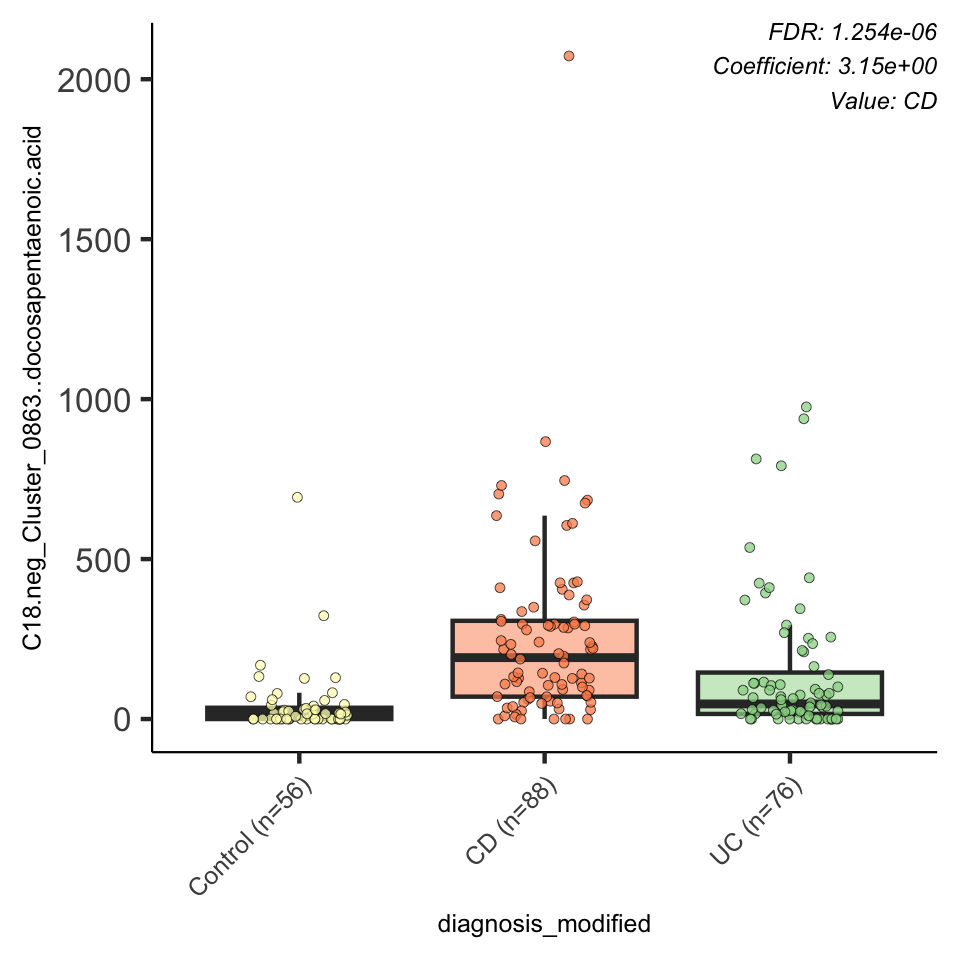 FDR: 1.254e-06
Coefficient: 3.15e+00
Value: CD
C18.neg_Cluster_0863..docosapentaenoic.acid
2000
1500
1000
500
0
Control (n=56)
CD (n=88)
UC (n=76)
diagnosis_modified